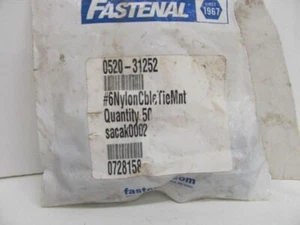 FASTENAL
SINCE
1967
0520-31252
#6NylonCbleTieMnt
Quantity 50
sacak0002
0728158